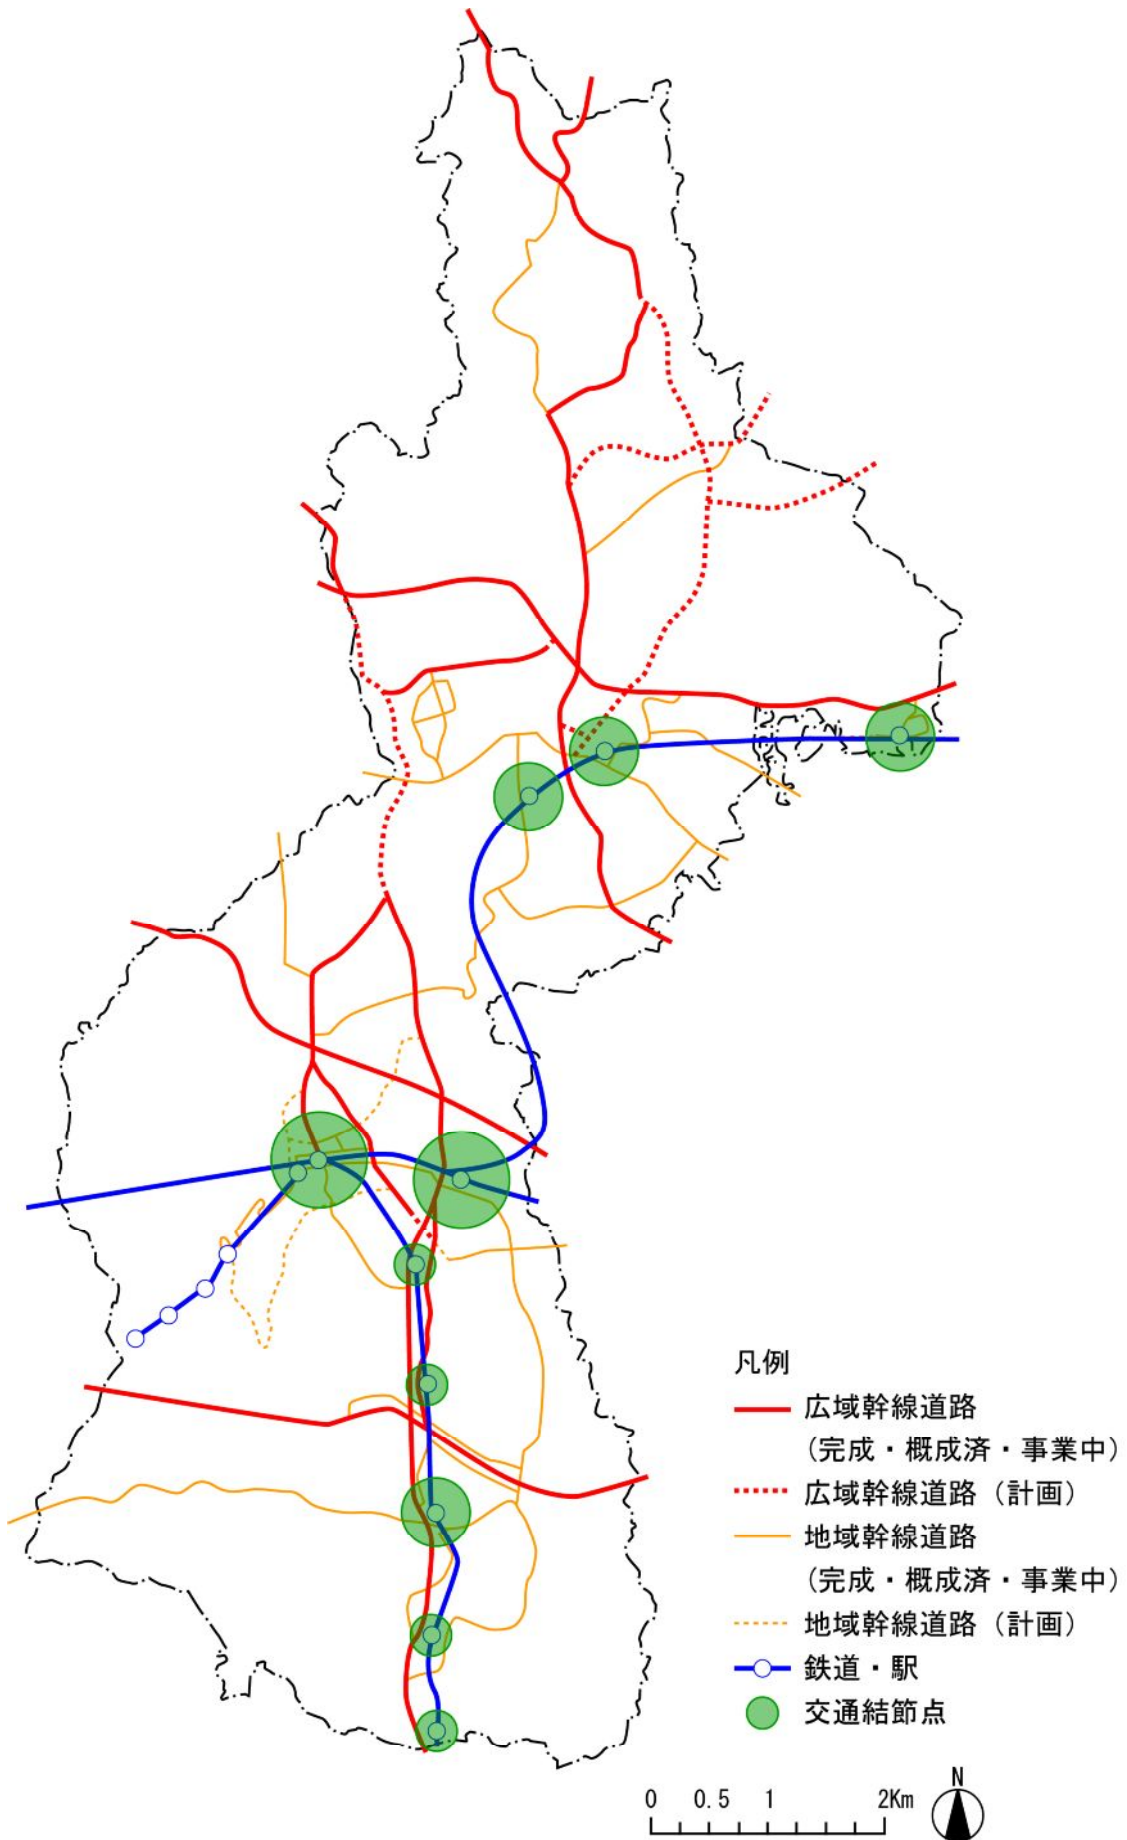 凡例
広域幹線道路
(完成・概成済・事業中)
広域幹線道路（計画）
地域幹線道路
(完成・概成済・事業中)
地域幹線道路（計画）
鉄道・駅
交通結節点
N
0 0.5 1 2Km